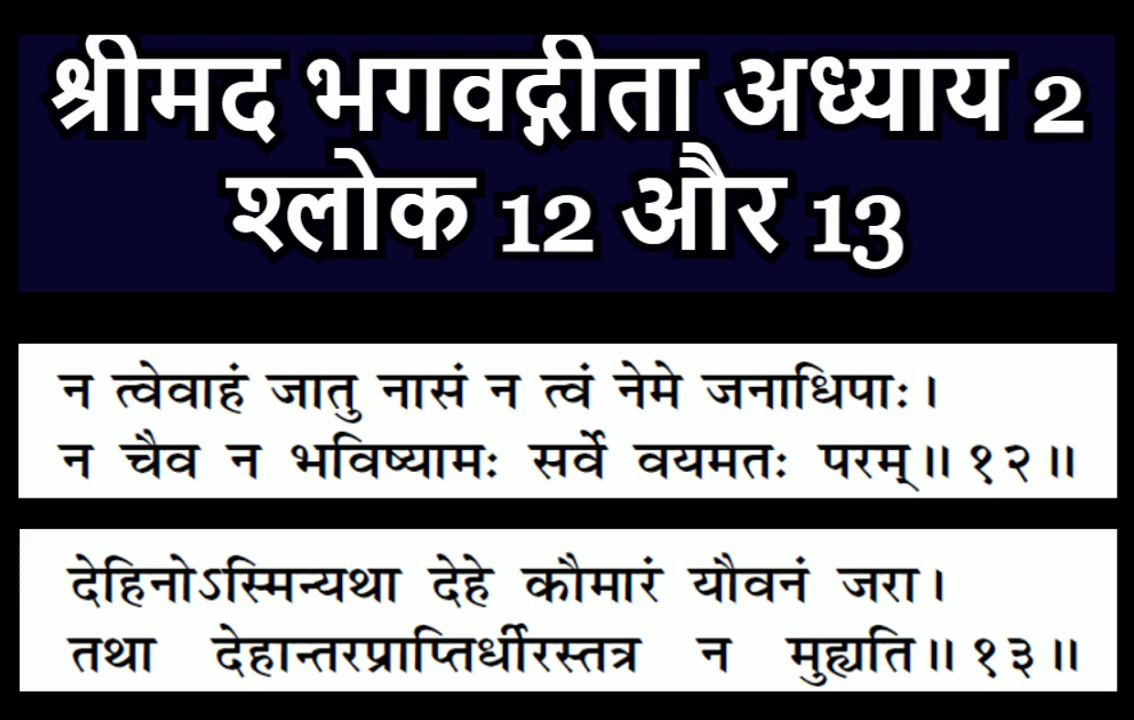 श्रीमद भगवद्गीता अध्याय 2
श्लोक 12 और 13
न त्वेवाहं जातु नासं न त्वं नेमे जनाधिपाः।
न चैव न भविष्यामः सर्वे वयमतः परम्॥१२॥
देहिनोऽस्मिन्यथा देहे कौमारं यौवनं जरा।
तथा देहान्तरप्राप्तिर्धीरस्तत्र न मुह्यति॥१३॥